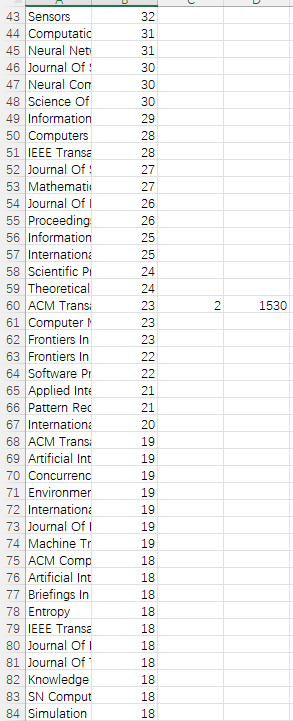 43 Sensors 32
44 Computatic 31
45 Neural Net 31
46 Journal Of 30
47 Neural Com 30
48 Science Of 30
49 Information 29
50 Computers 28
51 IEEE Transa 28
52 Journal Of 27
53 Mathematic 27
54 Journal Of I 26
55 Proceedings 26
56 Information 25
57 Internationa 25
58 Scientific Pr 24
59 Theoretical 24
60 ACM Transa 23 2 1530
61 Computer 23
62 Frontiers In 23
63 Frontiers In 22
64 Software Pr 22
65 Applied Inte 21
66 Pattern Rec 21
67 Internationa 20
68 ACM Transa 19
69 Artificial Int 19
70 Concurrenc 19
71 Environmer 19
72 Internationa 19
73 Journal Of I 19
74 Machine Tr 19
75 ACM Comp 18
76 Artificial Int 18
77 Briefings In 18
78 Entropy 18
79 IEEE Transa 18
80 Journal Of I 18
81 Journal Of 18
82 Knowledge 18
83 SN Comput 18
84 Simulation 18